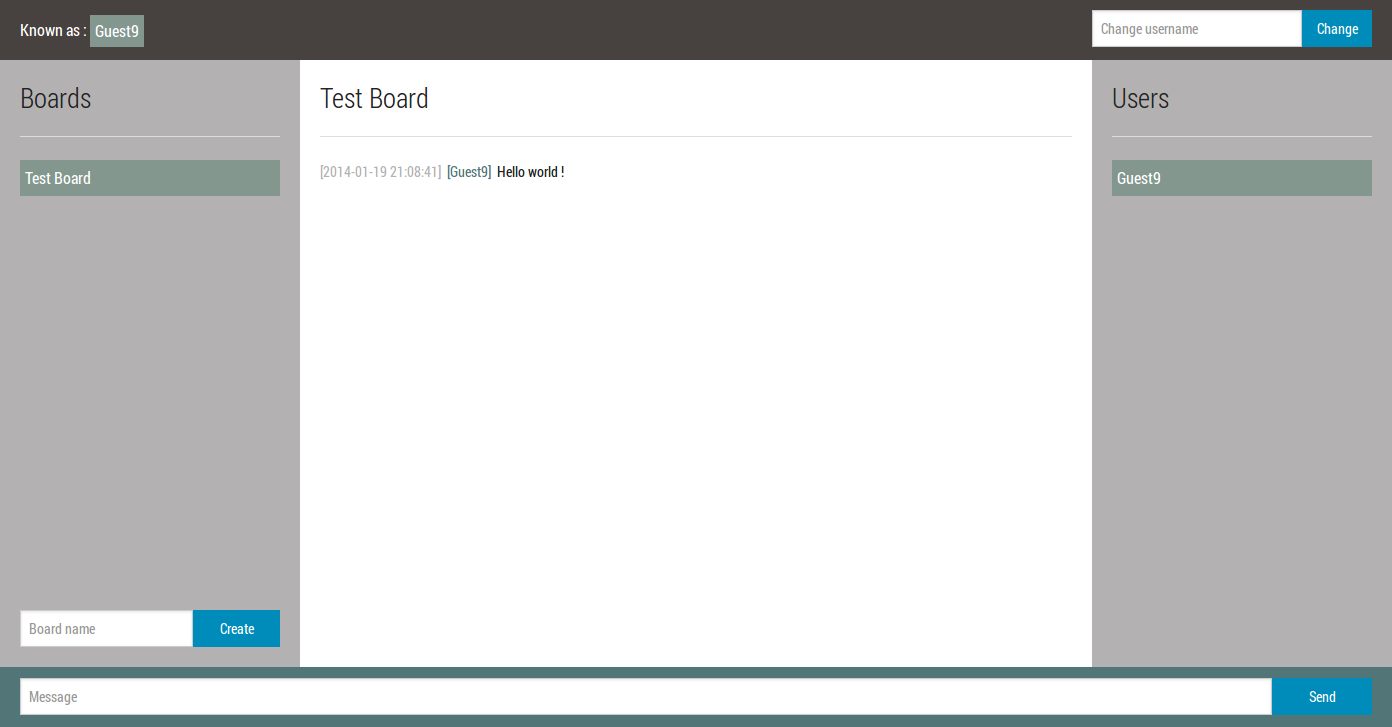 Known as : Guest9
Change username
Change
Boards
Test Board
Board name
Create
Test Board
[2014-01-19 21:08:41] [Guest9] Hello world !
Users
Guest9
Message
Send